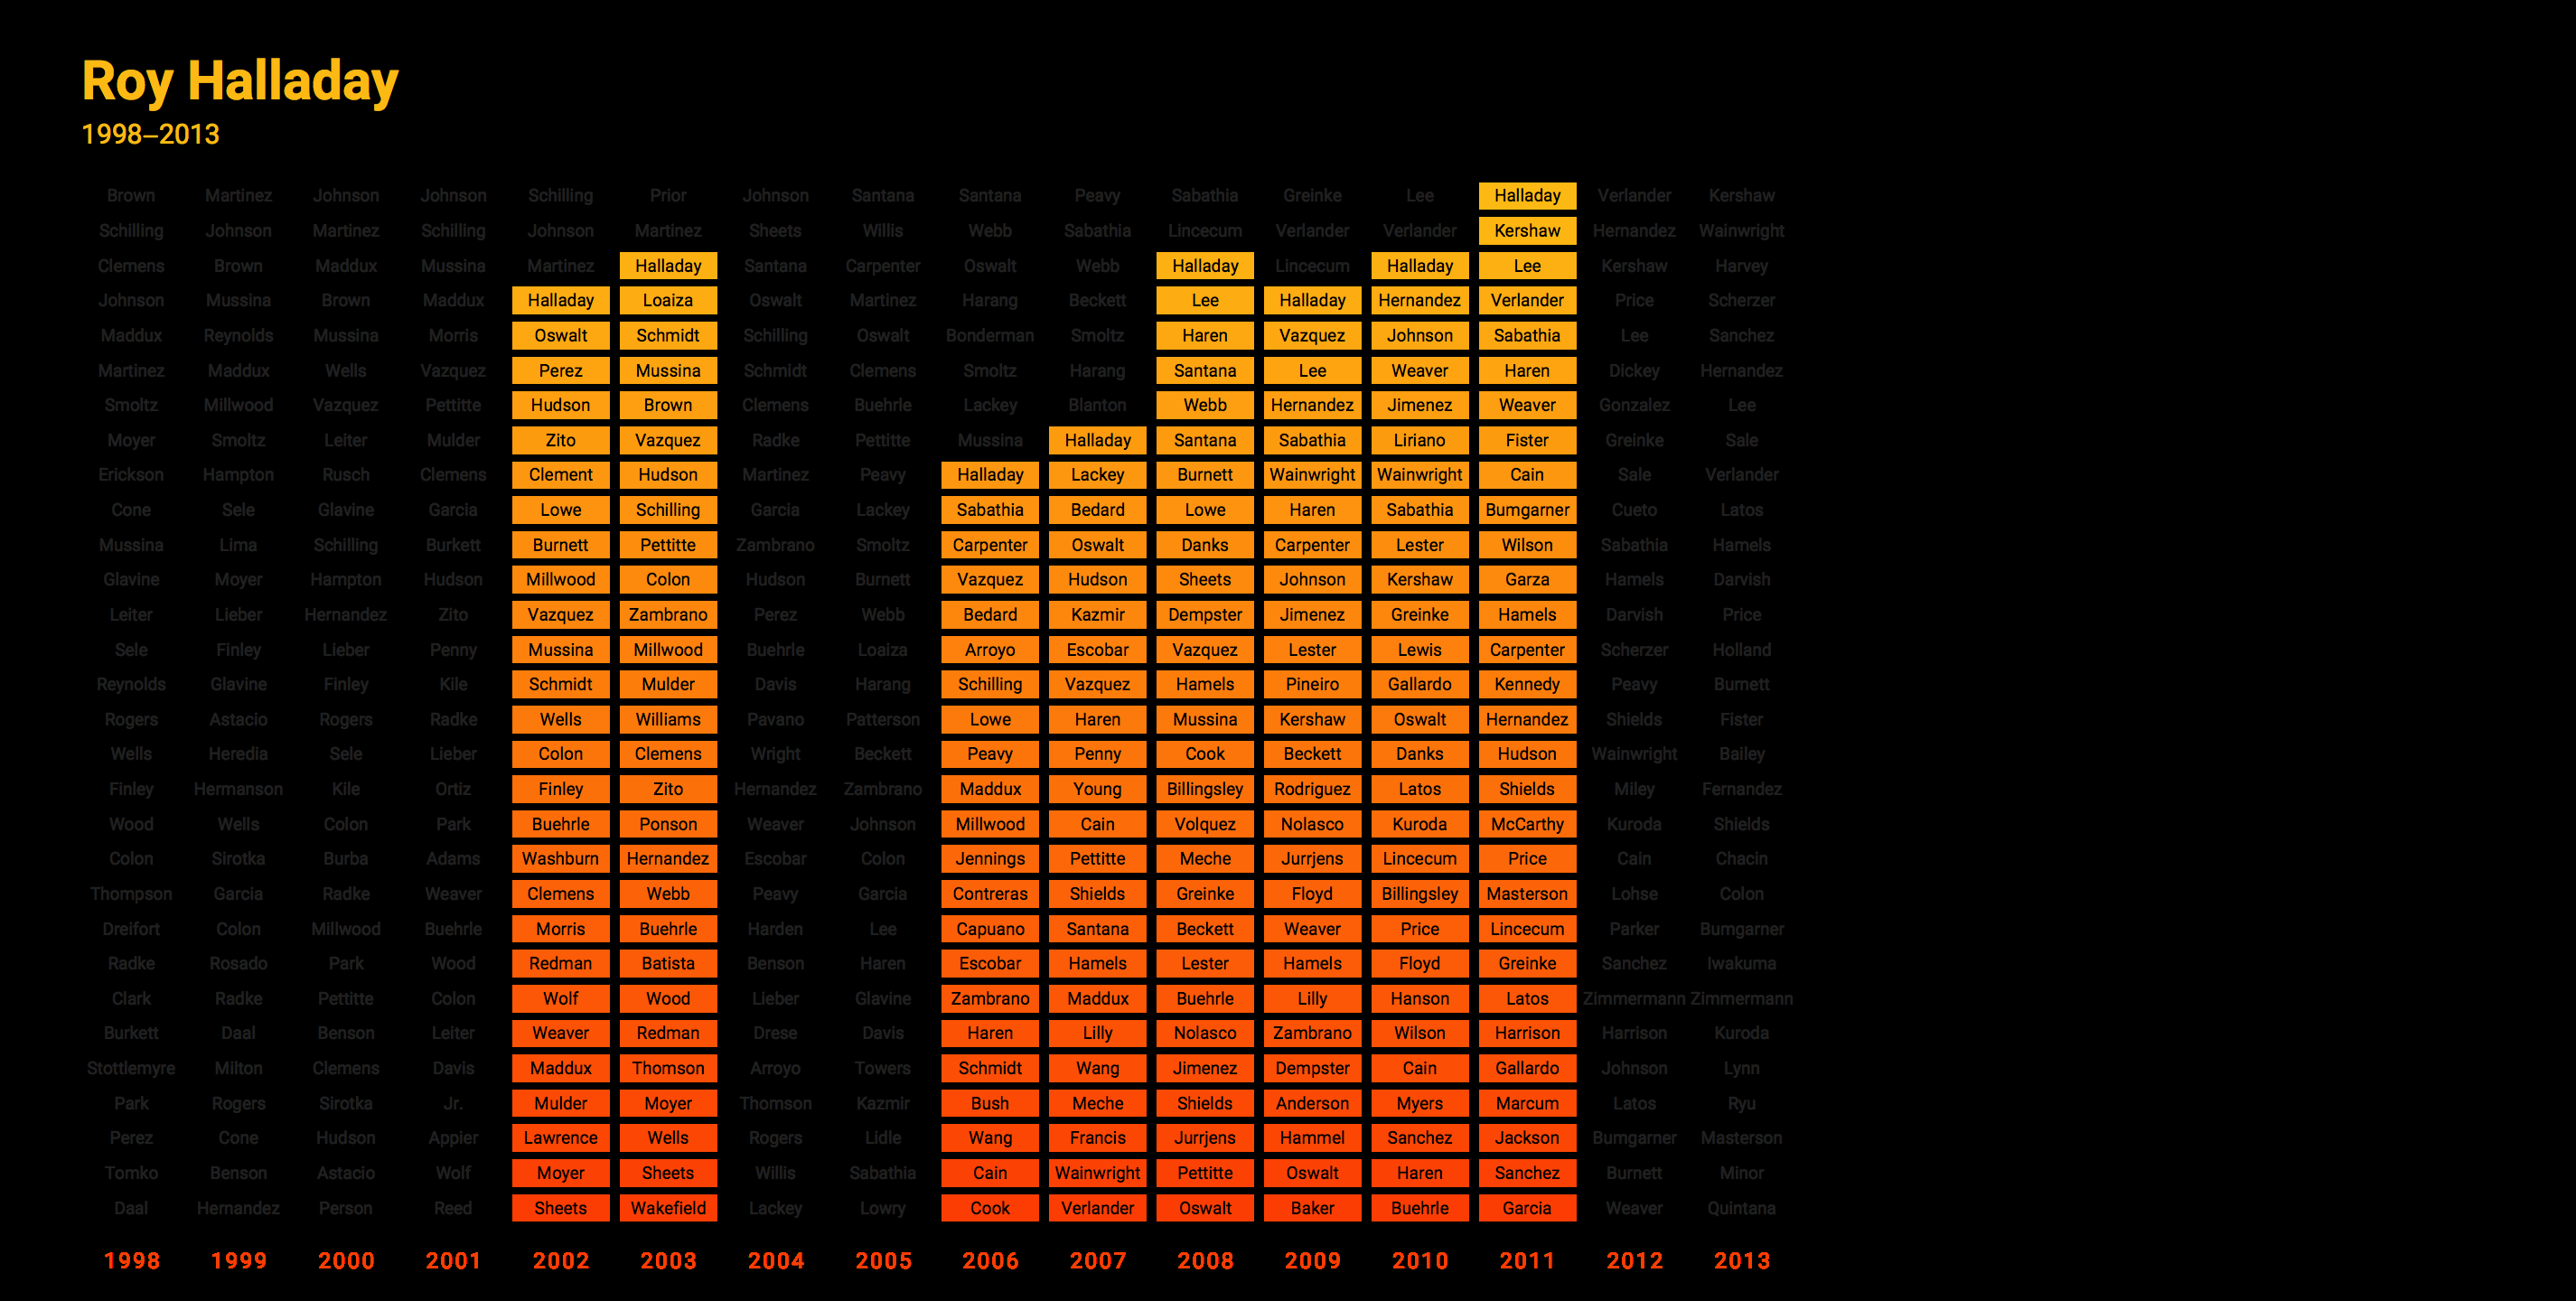 Roy Halladay
1998–2013
Brown Martinez Johnson Johnson Schilling Prior Johnson Santana Santana Peavy Sabathia Greinke Lee Halladay Verlander Kershaw
Schilling Johnson Martinez Schilling Johnson Martinez Sheets Willis Webb Sabathia Lincecum Verlander Verlander Kershaw Hernandez Wainwright
Clemens Brown Maddux Mussina Martinez Halladay Santana Carpenter Oswalt Webb Halladay Lincecum Halladay Lee Kershaw Harvey
Johnson Mussina Brown Maddux Halladay Loaiza Oswalt Martinez Harang Beckett Lee Halladay Hernandez Verlander Price Scherzer
Maddux Reynolds Mussina Morris Oswalt Schmidt Schilling Oswalt Bonderman Smoltz Haren Vazquez Johnson Sabathia Lee Sanchez
Martinez Maddux Wells Vazquez Perez Mussina Schmidt Clemens Smoltz Harang Santana Lee Weaver Haren Dickey Hernandez
Smoltz Millwood Vazquez Pettitte Hudson Brown Clemens Buehrle Lackey Blanton Webb Hernandez Jimenez Weaver Gonzalez Lee
Moyer Smoltz Leiter Mulder Zito Vazquez Radke Pettitte Mussina Halladay Santana Sabathia Liriano Fister Greinke Sale
Erickson Hampton Rusch Clemens Clement Hudson Martinez Peavy Halladay Lackey Burnett Wainwright Wainwright Cain Sale Verlander
Cone Sele Glavine Garcia Lowe Schilling Garcia Lackey Sabathia Bedard Lowe Haren Sabathia Bumgarner Cueto Latos
Mussina Lima Schilling Burkett Burnett Pettitte Zambrano Smoltz Carpenter Oswalt Danks Carpenter Lester Wilson Sabathia Hamels
Glavine Moyer Hampton Hudson Millwood Colon Hudson Burnett Vazquez Hudson Sheets Johnson Kershaw Garza Hamels Darvish
Leiter Lieber Hernandez Zito Vazquez Zambrano Perez Webb Bedard Kazmir Dempster Jimenez Greinke Hamels Darvish Price
Sele Finley Lieber Penny Mussina Millwood Buehrle Loaiza Arroyo Escobar Vazquez Lester Lewis Carpenter Scherzer Holland
Reynolds Glavine Finley Kile Schmidt Mulder Davis Harang Schilling Vazquez Hamels Pineiro Gallardo Kennedy Peavy Burnett
Rogers Astacio Rogers Radke Wells Williams Pavano Patterson Lowe Haren Mussina Kershaw Oswalt Hernandez Shields Fister
Wells Heredia Sele Lieber Colon Clemens Wright Beckett Peavy Penny Cook Beckett Danks Hudson Wainwright Bailey
Finley Hermanson Kile Ortiz Finley Zito Hernandez Zambrano Maddux Young Billingsley Rodriguez Latos Shields Miley Fernandez
Wood Wells Colon Park Buehrle Ponson Weaver Johnson Millwood Cain Volquez Nolasco Kuroda McCarthy Kuroda Shields
Colon Sirotka Burba Adams Washburn Hernandez Escobar Colon Jennings Pettitte Meche Jurrjens Lincecum Price Cain Chacin
Thompson Garcia Radke Weaver Clemens Webb Peavy Garcia Contreras Shields Greinke Floyd Billingsley Masterson Lohse Colon
Dreifort Colon Millwood Buehrle Morris Buehrle Harden Lee Capuano Santana Beckett Weaver Price Lincecum Parker Bumgarner
Radke Rosado Park Wood Redman Batista Benson Haren Escobar Hamels Lester Hamels Floyd Greinke Sanchez Iwakuma
Clark Radke Pettitte Colon Wolf Wood Lieber Glavine Zambrano Maddux Buehrle Lilly Hanson Latos Zimmermann Zimmermann
Burkett Daal Benson Leiter Weaver Redman Drese Davis Haren Lilly Nolasco Zambrano Wilson Harrison Harrison Kuroda
Stottlemyre Milton Clemens Davis Maddux Thomson Arroyo Towers Schmidt Wang Jimenez Dempster Cain Gallardo Johnson Lynn
Park Rogers Sirotka Jr. Mulder Moyer Thomson Kazmir Bush Meche Shields Anderson Myers Marcum Latos Ryu
Perez Cone Hudson Appier Lawrence Wells Rogers Lidle Wang Francis Jurrjens Hammel Sanchez Jackson Bumgarner Masterson
Tomko Benson Astacio Wolf Moyer Sheets Willis Sabathia Cain Wainwright Pettitte Oswalt Haren Sanchez Burnett Minor
Daal Hernandez Person Reed Sheets Wakefield Lackey Lowry Cook Verlander Oswalt Baker Buehrle Garcia Weaver Quintana
1998 1999 2000 2001 2002 2003 2004 2005 2006 2007 2008 2009 2010 2011 2012 2013